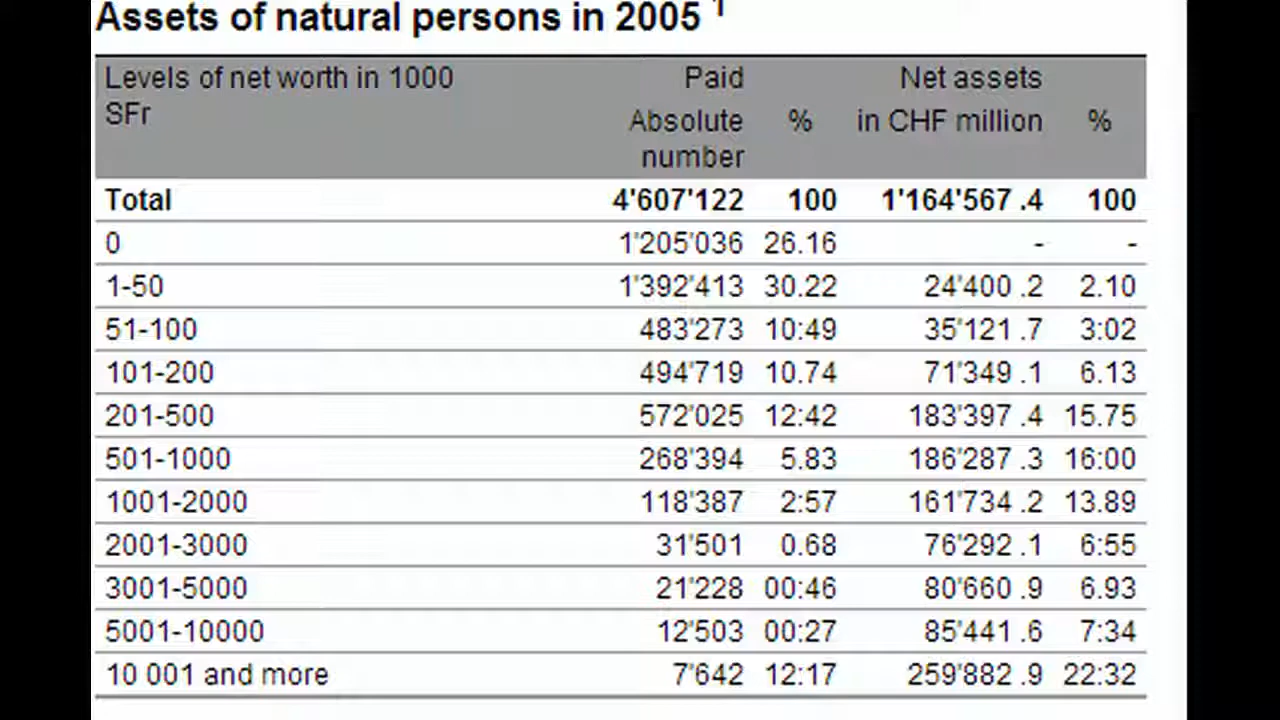 Assets of natural persons in 2005 1
Levels of net worth in 1000 Paid Net assets
SFr Absolute % in CHF million %
number
Total 4'607'122 100 1'164'567 .4 100
0 1'205'036 26.16 - -
1-50 1'392'413 30.22 24'400 .2 2.10
51-100 483'273 10:49 35'121 .7 3:02
101-200 494'719 10.74 71'349 .1 6.13
201-500 572'025 12:42 183'397 .4 15.75
501-1000 268'394 5.83 186'287 .3 16:00
1001-2000 118'387 2:57 161'734 .2 13.89
2001-3000 31'501 0.68 76'292 .1 6:55
3001-5000 21'228 00:46 80'660 .9 6.93
5001-10000 12'503 00:27 85'441 .6 7:34
10 001 and more 7'642 12:17 259'882 .9 22:32